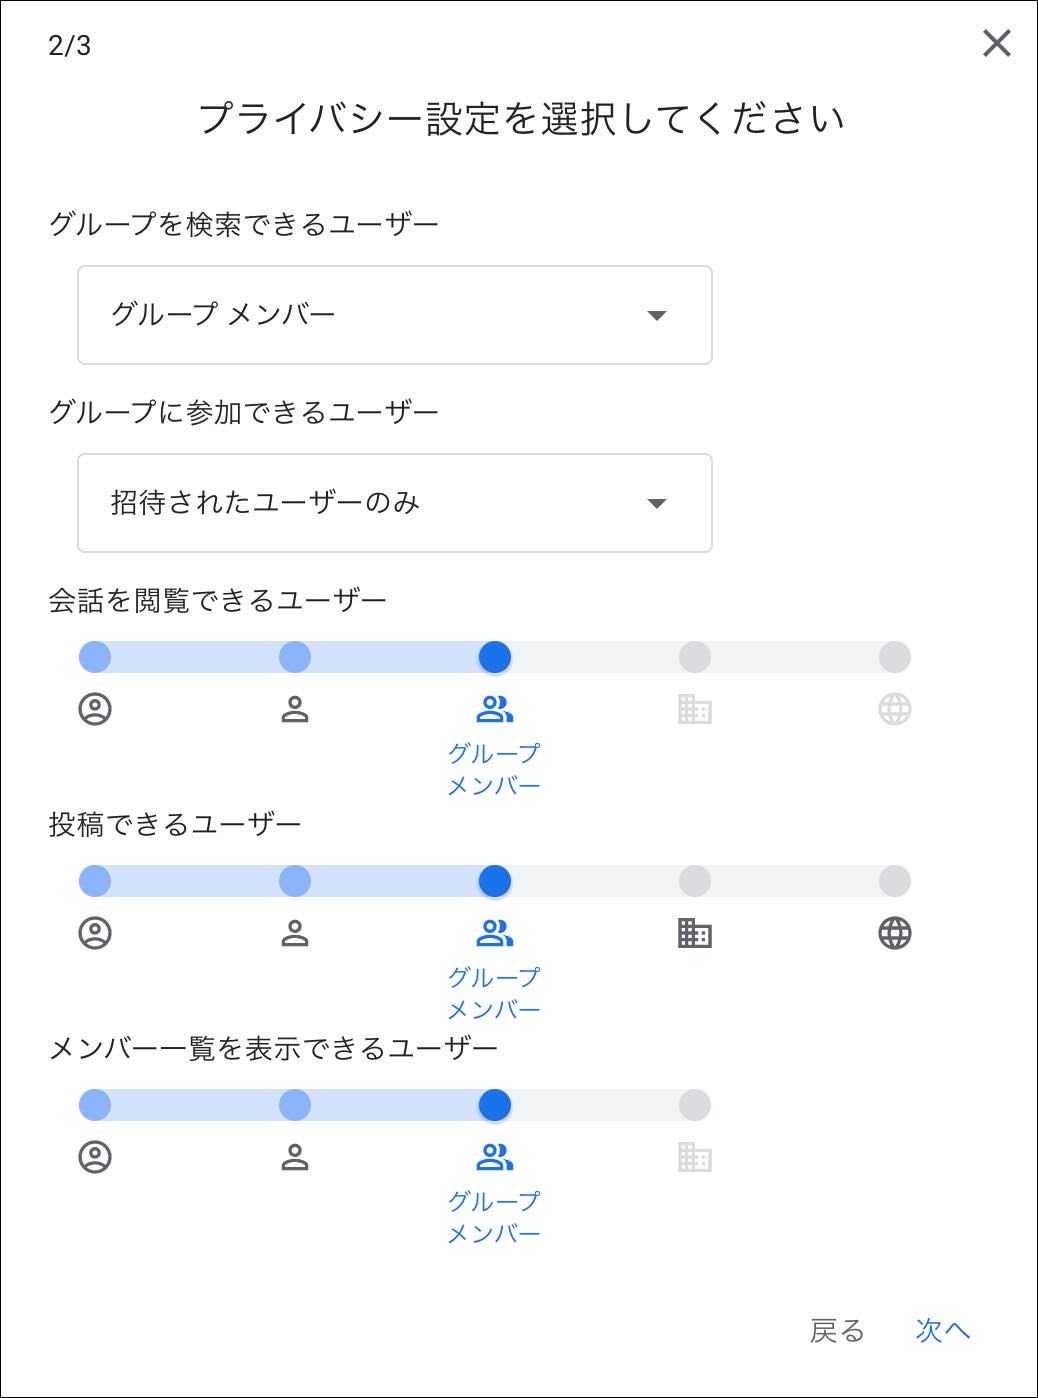 2/3
プライバシー設定を選択してください
グループを検索できるユーザー
グループ メンバー
グループに参加できるユーザー
招待されたユーザーのみ
会話を閲覧できるユーザー
グループ
メンバー
投稿できるユーザー
グループ
メンバー
メンバー一覧を表示できるユーザー
グループ
メンバー
戻る 次へ